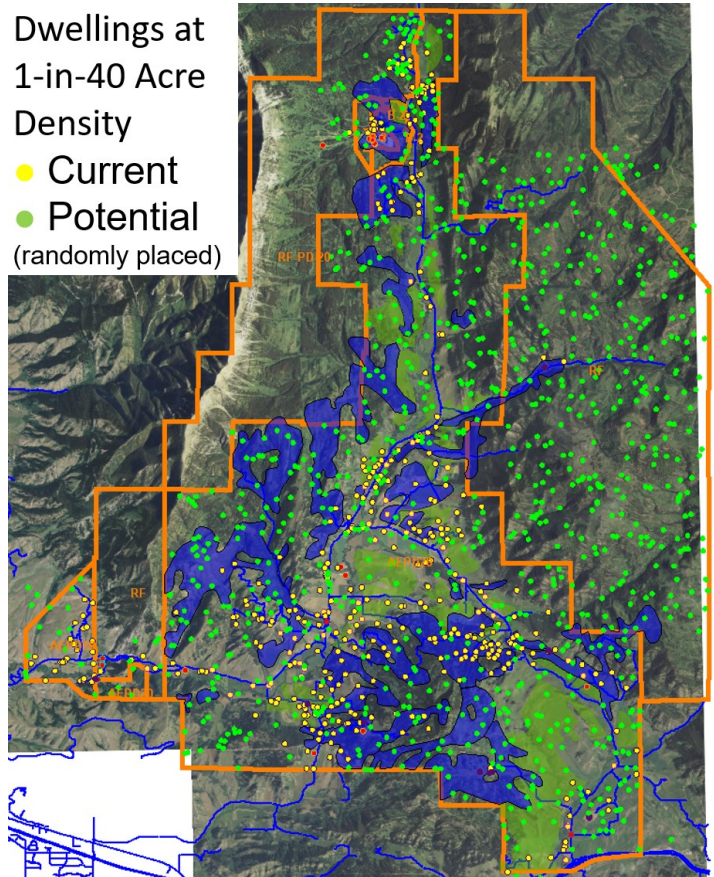 Dwellings at
1-in-40 Acre
Density
Current
Potential
(randomly placed)
RF-PD 20
RF
RF